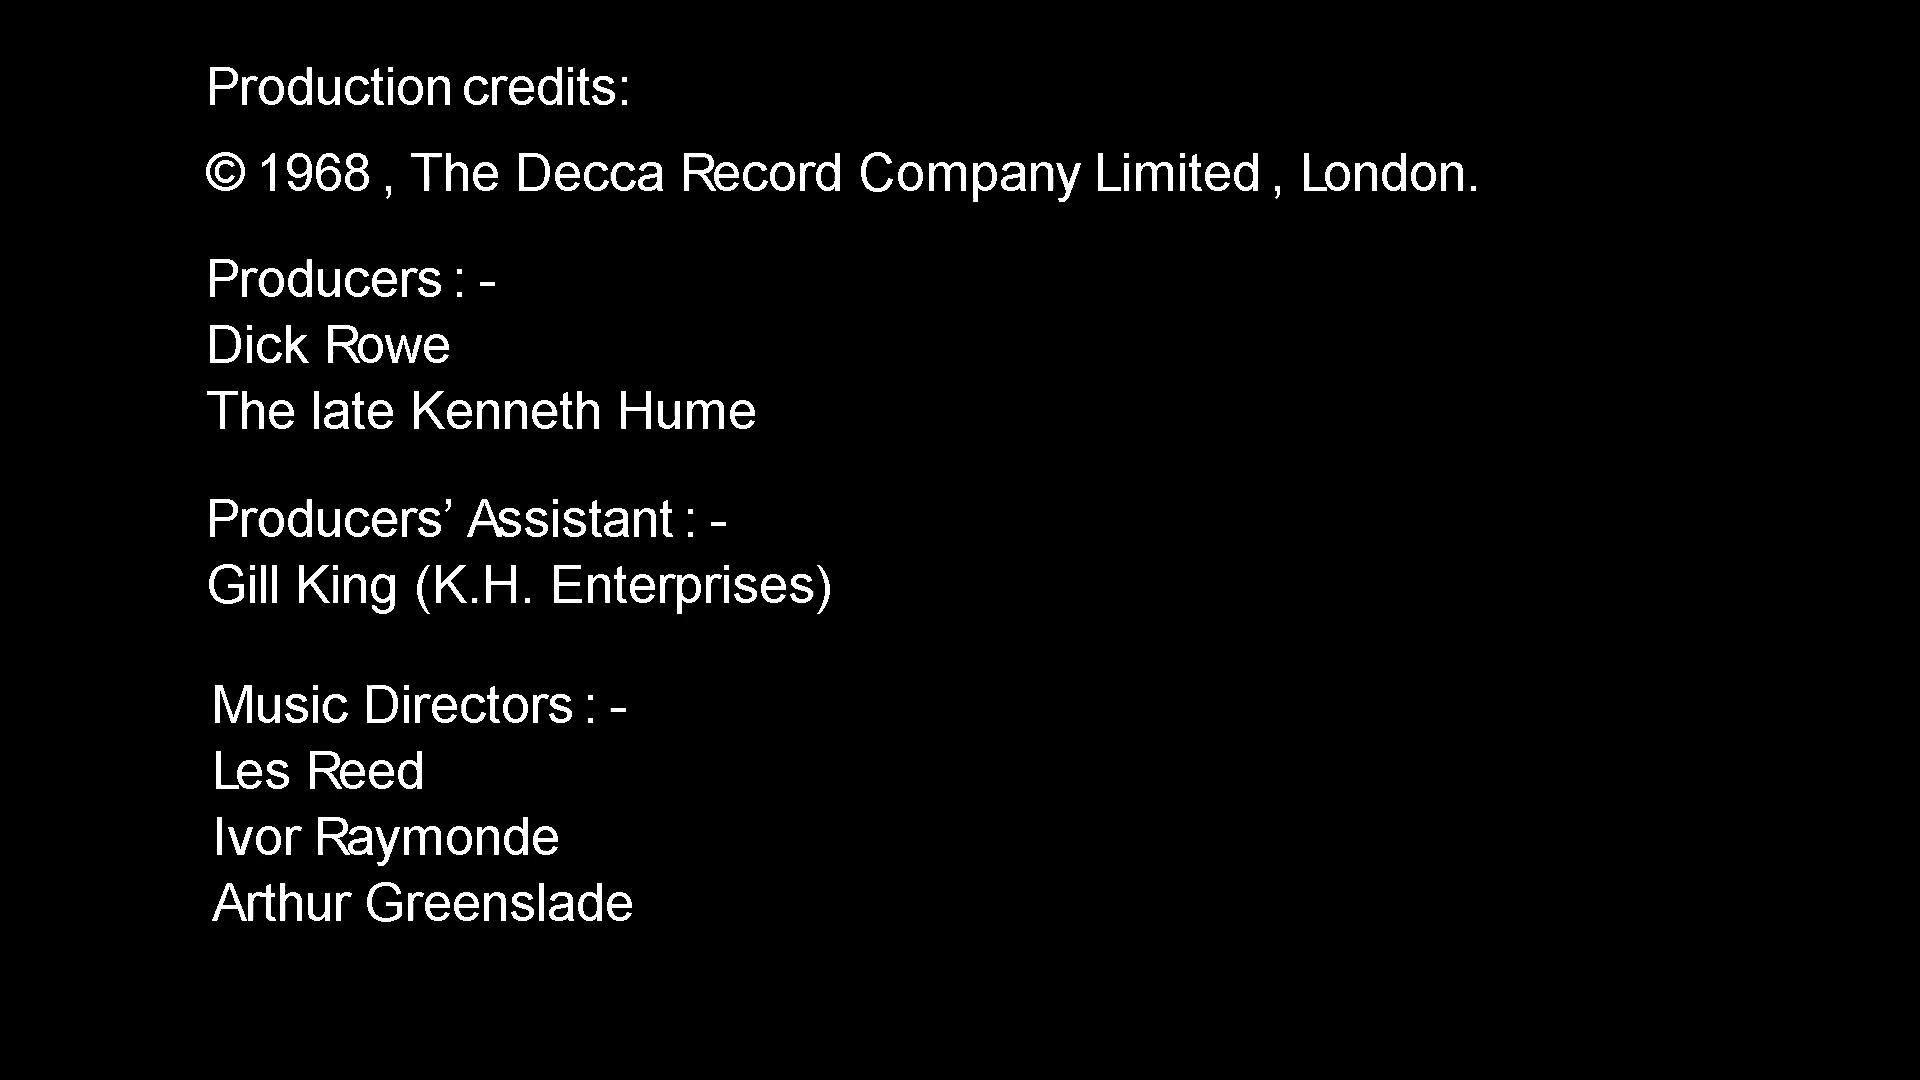 Production credits:
© 1968 , The Decca Record Company Limited , London.
Producers : -
Dick Rowe
The late Kenneth Hume
Producers’ Assistant : -
Gill King (K.H. Enterprises)
Music Directors : -
Les Reed
Ivor Raymonde
Arthur Greenslade